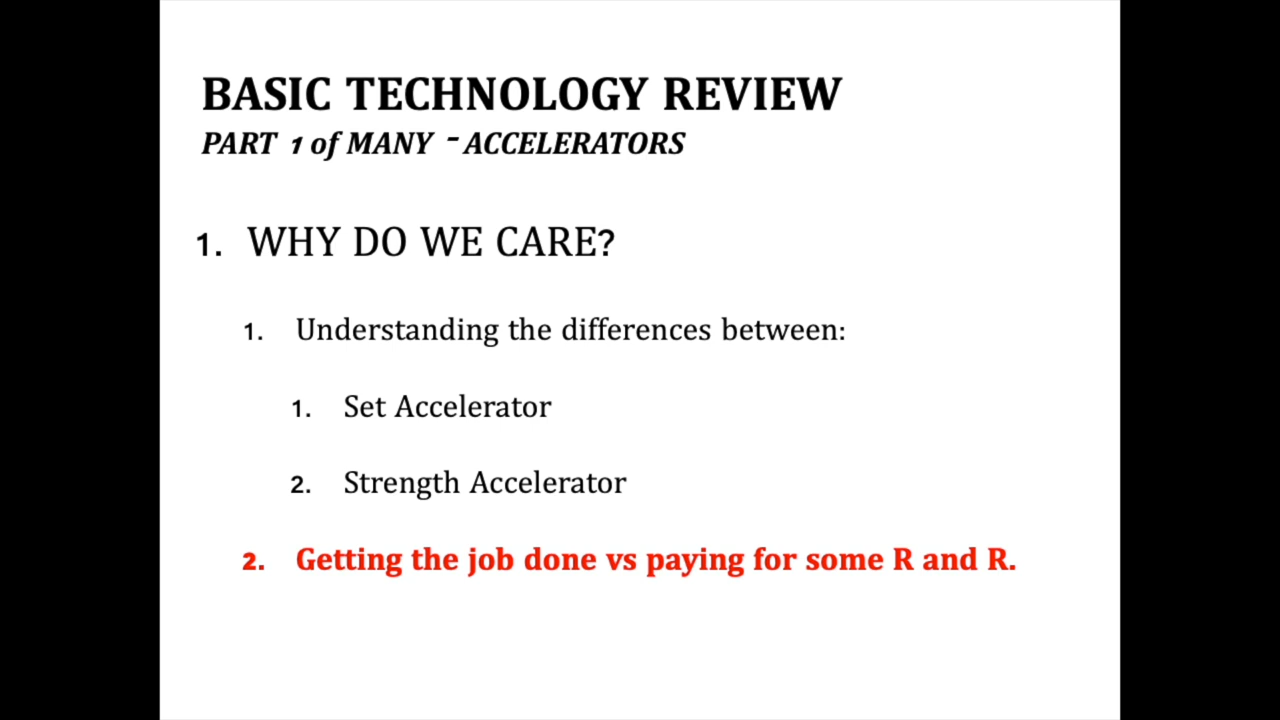 BASIC TECHNOLOGY REVIEW
PART 1 of MANY - ACCELERATORS
1. WHY DO WE CARE?
1. Understanding the differences between:
1. Set Accelerator
2. Strength Accelerator
2. Getting the job done vs paying for some R and R.